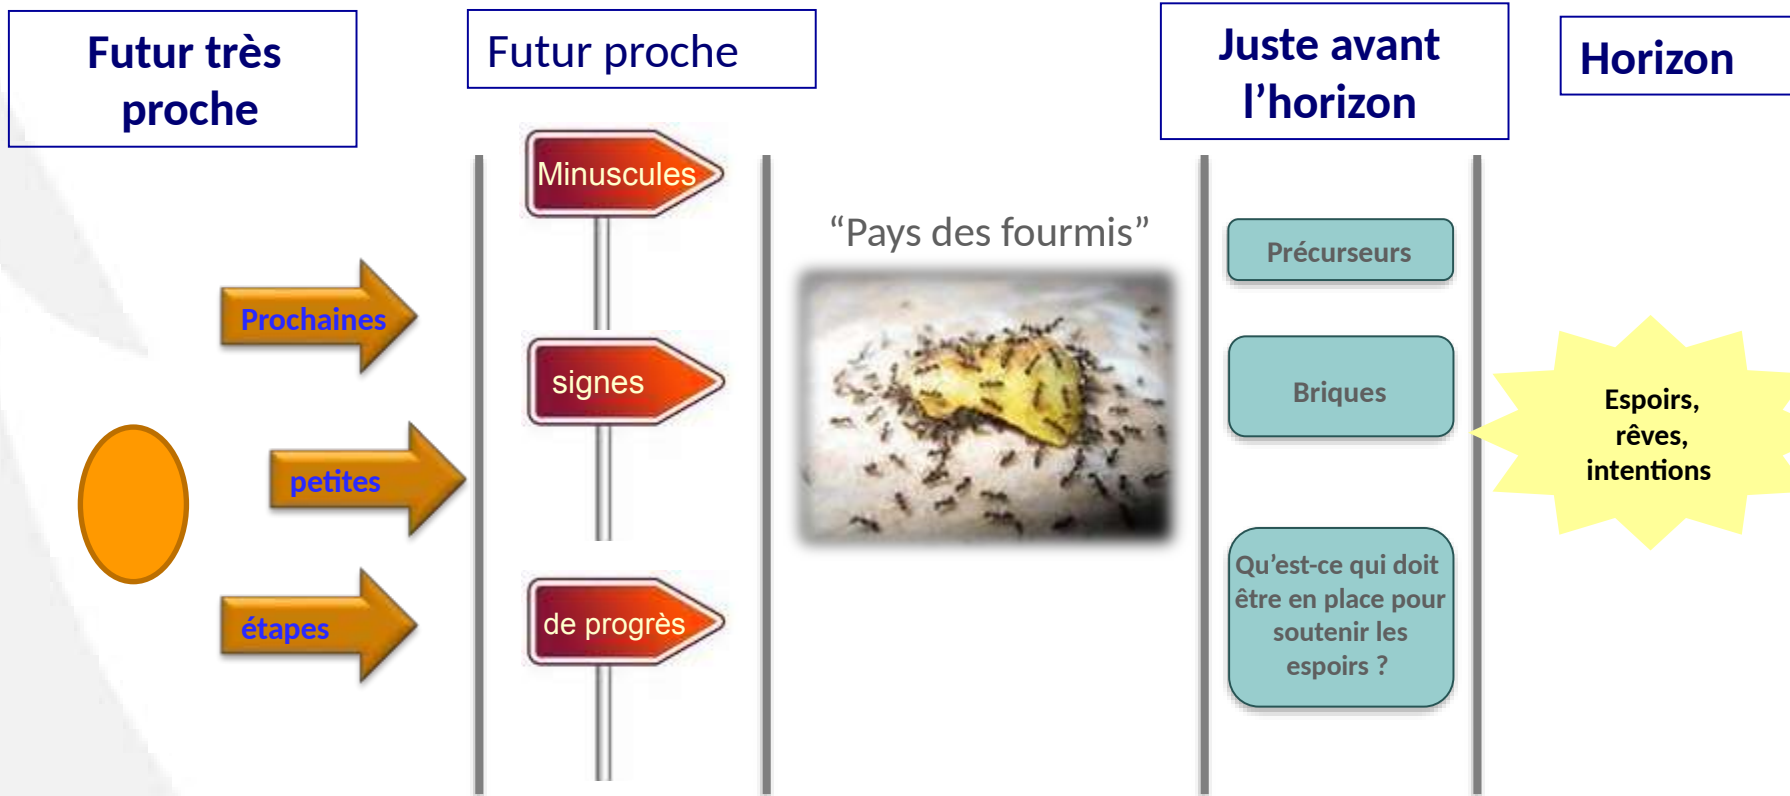 Futur très
proche
Futur proche
Juste avant
l’horizon
Horizon
Prochaines
petites
étapes
Minuscules
signes
de progrès
“Pays des fourmis”
Précurseurs
Briques
Qu’est-ce qui doit
être en place pour
soutenir les
espoirs ?
Espoirs,
rêves,
intentions